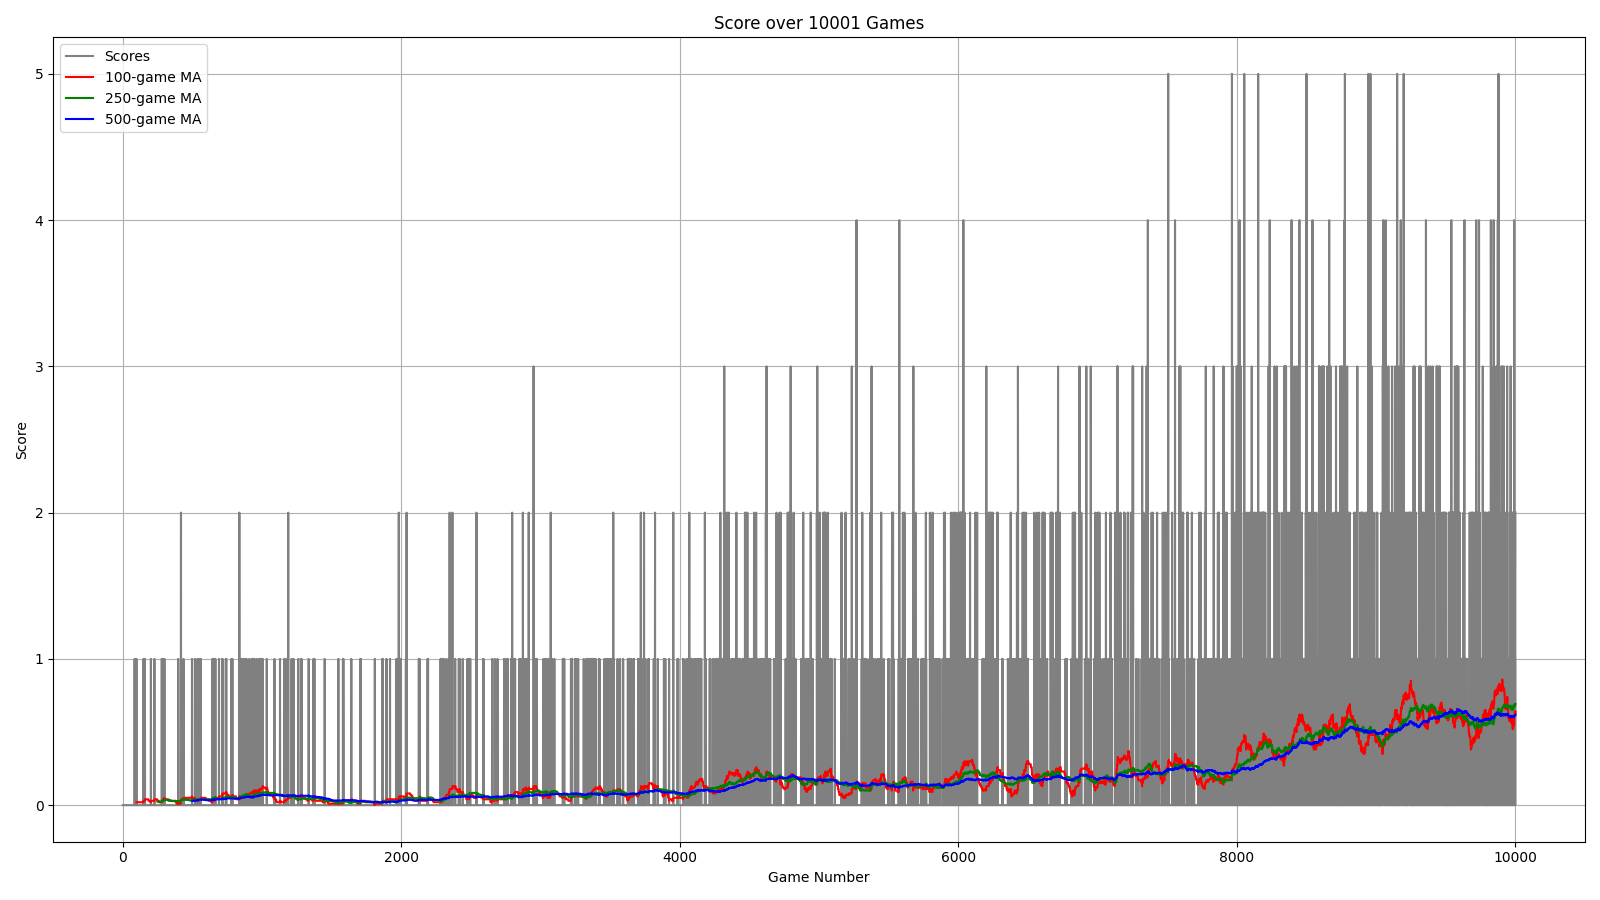 Score over 10001 Games
Scores
100-game MA
250-game MA
500-game MA
5
4
3
2
1
0
Score
0 2000 4000 6000 8000 10000
Game Number